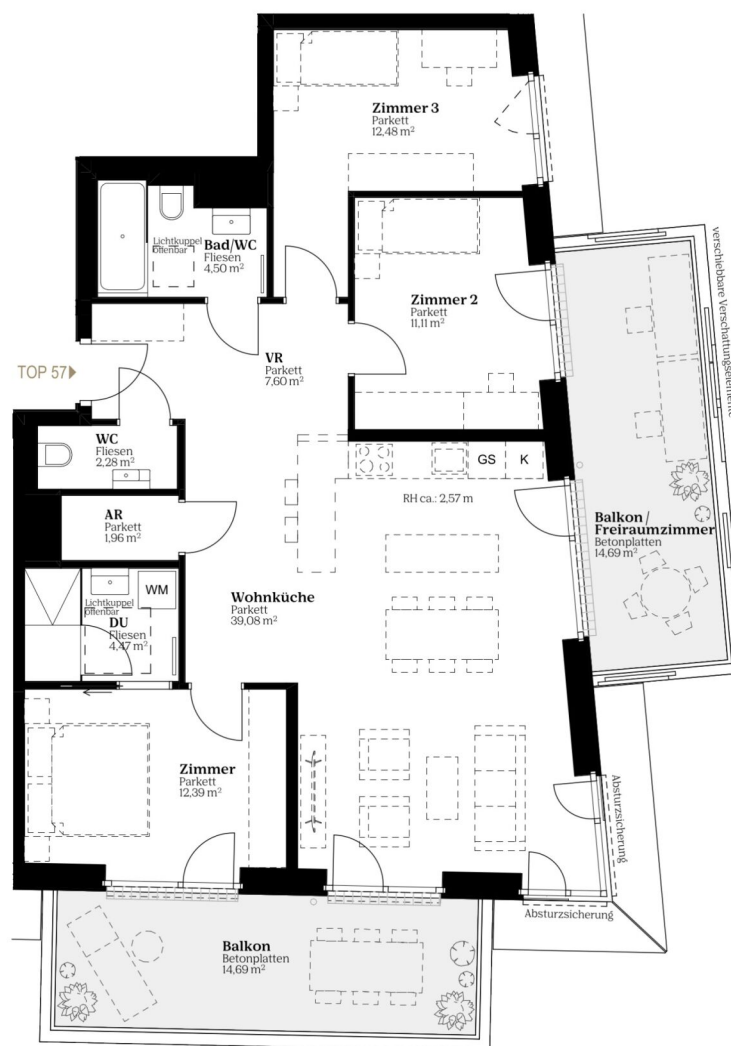 Zimmer 3
Parkett
12,48 m²
Lichtkuppel
öffenbar
Bad/WC
Fliesen
4,50 m²
Zimmer 2
Parkett
11,11 m²
verschiebbare Verschattungselemente
VR
Parkett
7,60 m²
TOP 57
WC
Fliesen
2,28 m²
GS
K
RH ca.: 2,57 m
AR
Parkett
1,96 m²
Balkon/
Freiraumzimmer
Betonplatten
14,69 m²
WM
Lichtkuppel
öffenbar
DU
Fliesen
4,47 m²
Wohnküche
Parkett
39,08 m²
Zimmer
Parkett
12,39 m²
Absturzsicherung
Absturzsicherung
Balkon
Betonplatten
14,69 m²